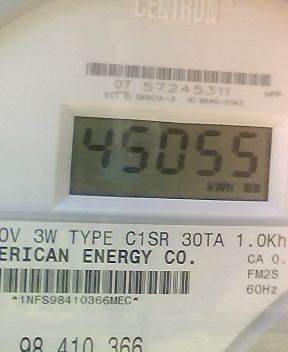 CENTRON®
07 57245311
45055
kWh
0V 3W TYPE C1SR 30TA 1.0Kh
ERICAN ENERGY CO.
CA 0.
FM2S
*1NFS98410366MEC*
60Hz
98 410 366